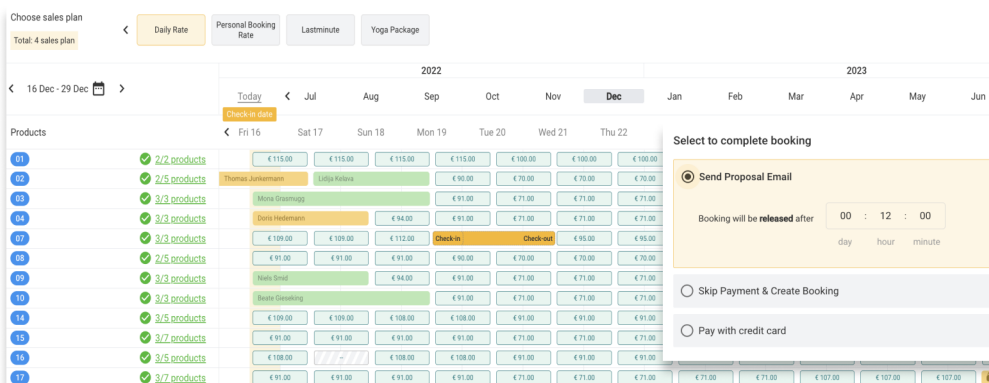 Choose sales plan
Total: 4 sales plan
Daily Rate
Personal Booking Rate
Lastminute
Yoga Package
2022 2023
16 Dec - 29 Dec
Today Jul Aug Sep Oct Nov Dec Jan Feb Mar Apr May Jun
Check-in date
Products Fri 16 Sat 17 Sun 18 Mon 19 Tue 20 Wed 21 Thu 22
01 2/2 products € 115.00 € 115.00 € 115.00 € 115.00 € 100.00 € 100.00 € 100.00
02 2/5 products Thomas Junkermann Lidija Kelava € 90.00 € 70.00 € 70.00 € 70.00
03 3/3 products Mona Grasmugg € 91.00 € 71.00 € 71.00 € 71.00
04 3/3 products Doris Hedemann € 94.00 € 91.00 € 71.00 € 71.00 € 71.00
07 3/3 products € 109.00 € 109.00 € 112.00 Check-in Check-out € 95.00 € 95.00
08 2/5 products € 91.00 € 91.00 € 91.00 € 90.00 € 70.00 € 70.00 € 70.00
09 3/3 products Niels Smid € 94.00 € 91.00 € 71.00 € 71.00 € 71.00
10 3/3 products Beate Gieseking € 91.00 € 71.00 € 71.00 € 71.00
14 3/5 products € 109.00 € 109.00 € 108.00 € 108.00 € 91.00 € 91.00 € 91.00
15 3/7 products € 91.00 € 91.00 € 91.00 € 91.00 € 71.00 € 71.00 € 71.00
16 3/5 products € 108.00 - € 108.00 € 108.00 € 91.00 € 91.00 € 91.00
17 3/7 products € 91.00 € 91.00 € 91.00 € 91.00 € 71.00 € 71.00 € 71.00 € 71.00 € 71.00 € 107.00 € 107.00 € 107.00
Select to complete booking
Send Proposal Email
Booking will be released after 00 : 12 : 00
day hour minute
Skip Payment & Create Booking
Pay with credit card